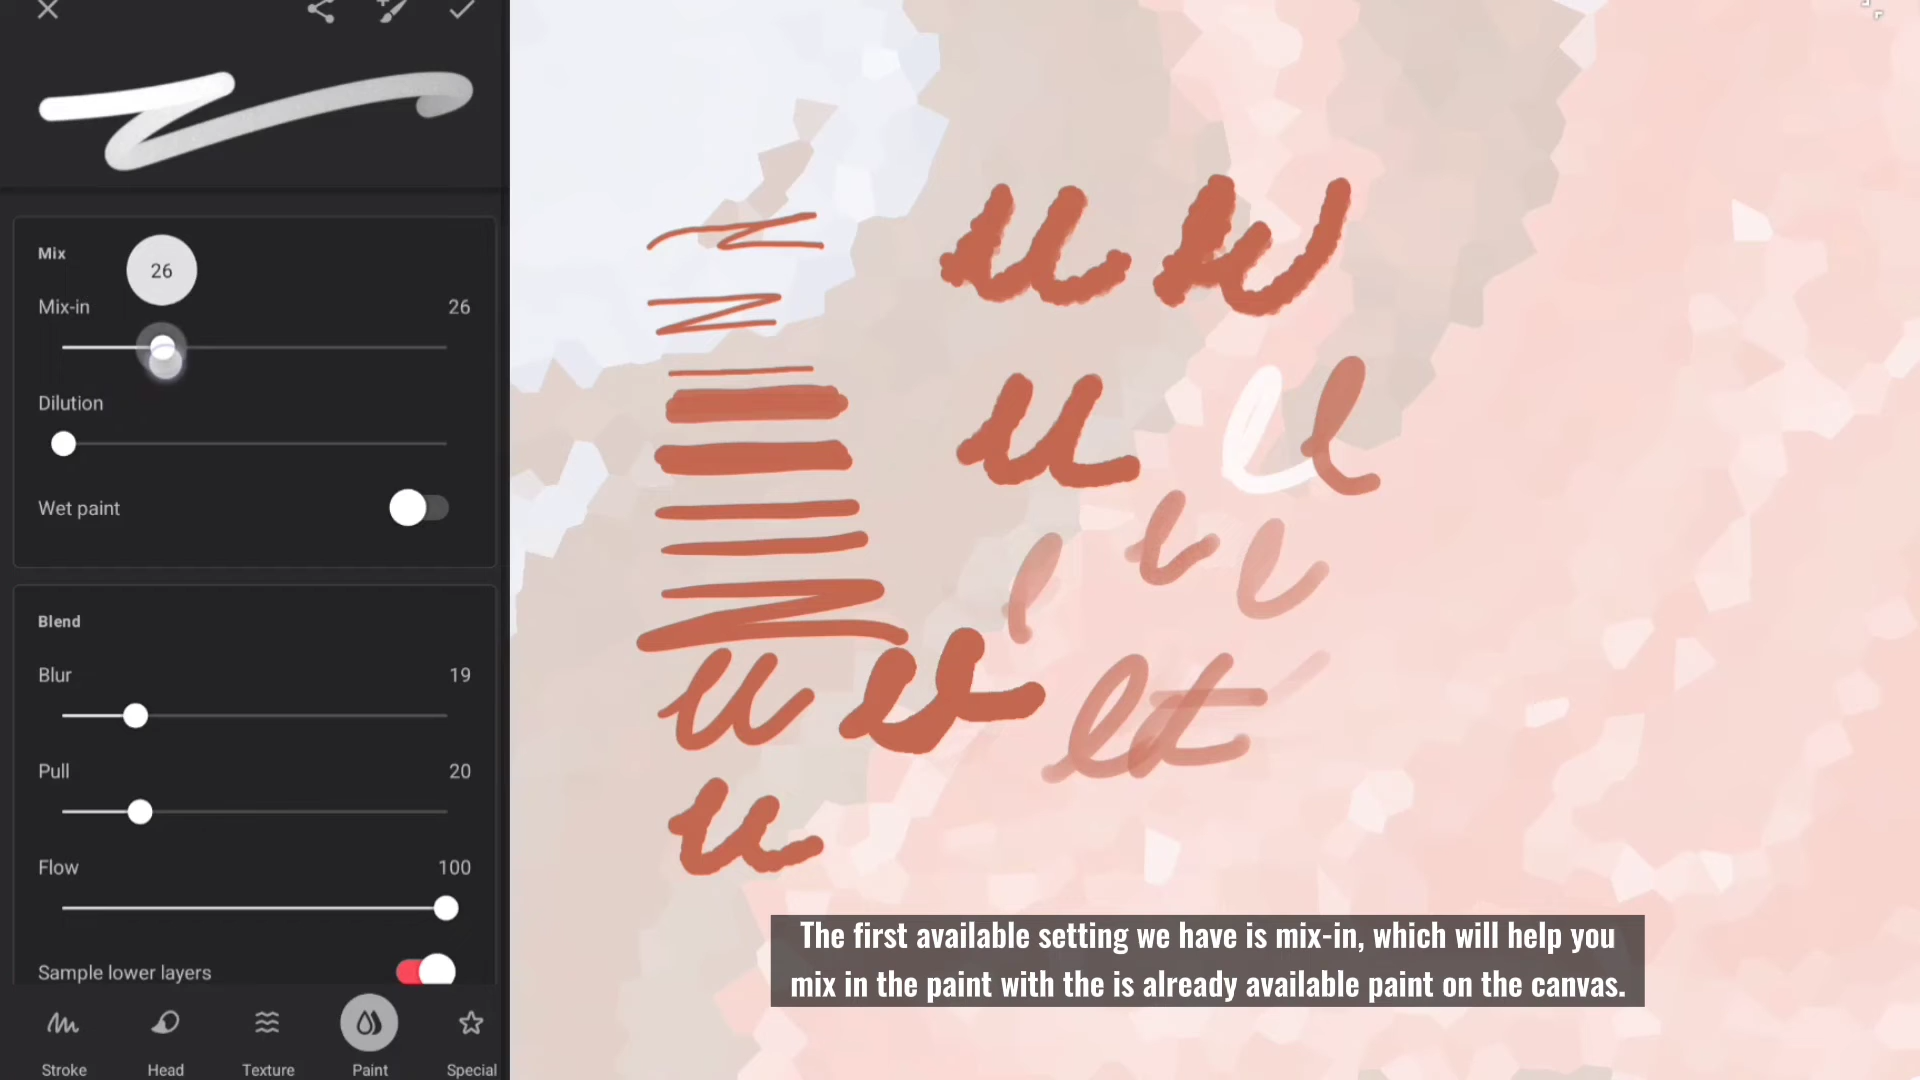 Mix
26
Mix-in 26
Dilution
Wet paint
Blend
Blur 19
Pull 20
Flow 100
Sample lower layers
Stroke Head Texture Paint Special
The first available setting we have is mix-in, which will help you
mix in the paint with the is already available paint on the canvas.